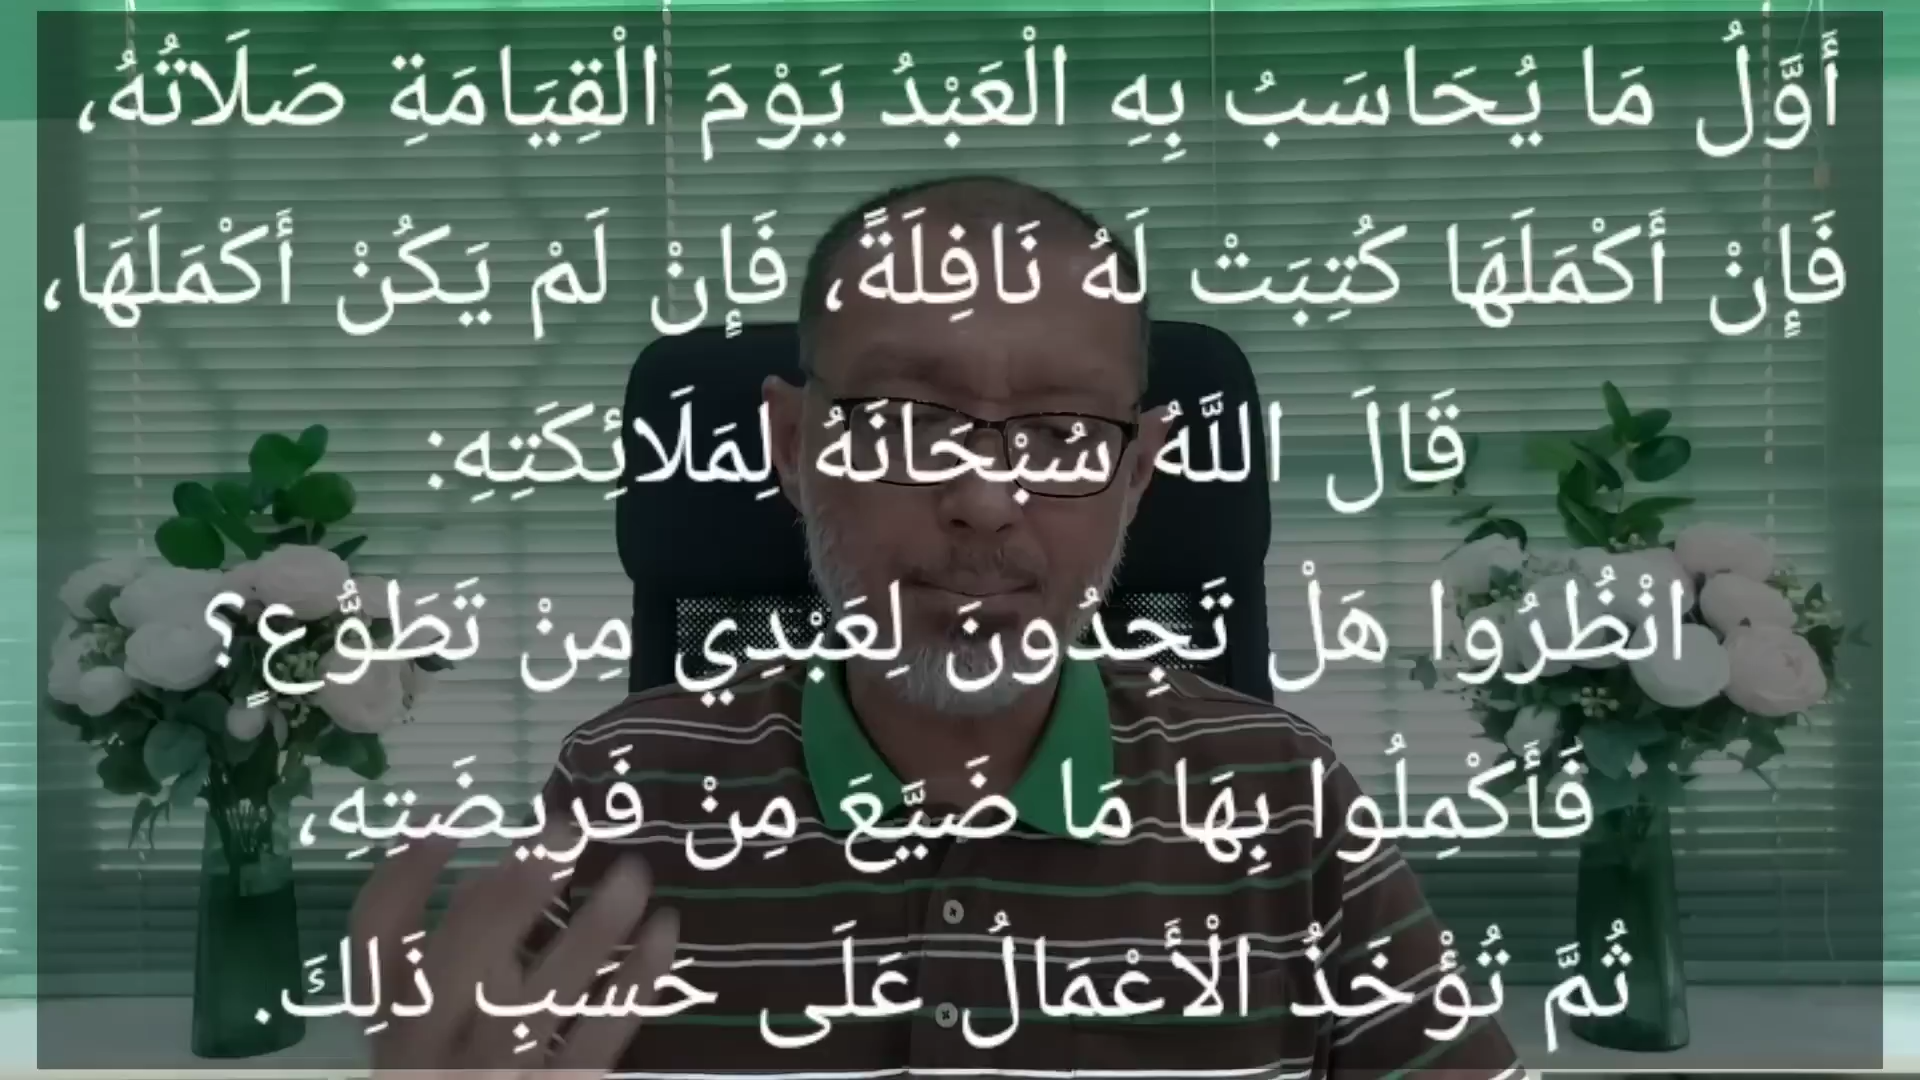 أَوَّلُ مَا يُحَاسَبُ بِهِ الْعَبْدُ يَوْمَ الْقِيَامَةِ صَلَاتُهُ،
فَإِنْ أَكْمَلَهَا كُتِبَتْ لَهُ نَافِلَةً، فَإِنْ لَمْ يَكُنْ أَكْمَلَهَا،
قَالَ اللَّهُ سُبْحَانَهُ لِمَلَائِكَتِهِ:
انْظُرُوا هَلْ تَجِدُونَ لِعَبْدِي مِنْ تَطَوُّعٍ؟
فَأَكْمِلُوا بِهَا مَا ضَيَّعَ مِنْ فَرِيضَتِهِ،
ثُمَّ تُؤْخَذُ الْأَعْمَالُ عَلَى حَسَبِ ذَلِكَ.